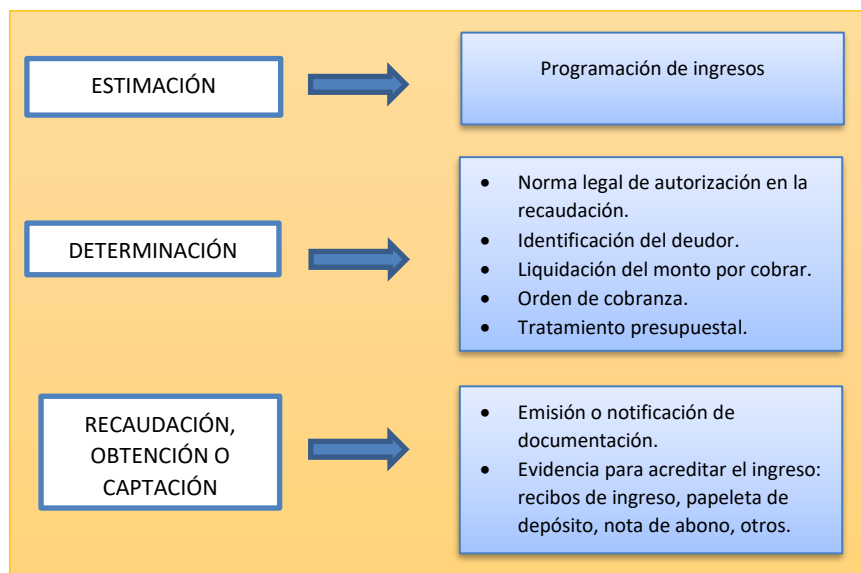 ESTIMACIÓN
Programación de ingresos
DETERMINACIÓN
• Norma legal de autorización en la
recaudación.
• Identificación del deudor.
• Liquidación del monto por cobrar.
• Orden de cobranza.
• Tratamiento presupuestal.
RECAUDACIÓN,
OBTENCIÓN O
CAPTACIÓN
• Emisión o notificación de
documentación.
• Evidencia para acreditar el ingreso:
recibos de ingreso, papeleta de
depósito, nota de abono, otros.